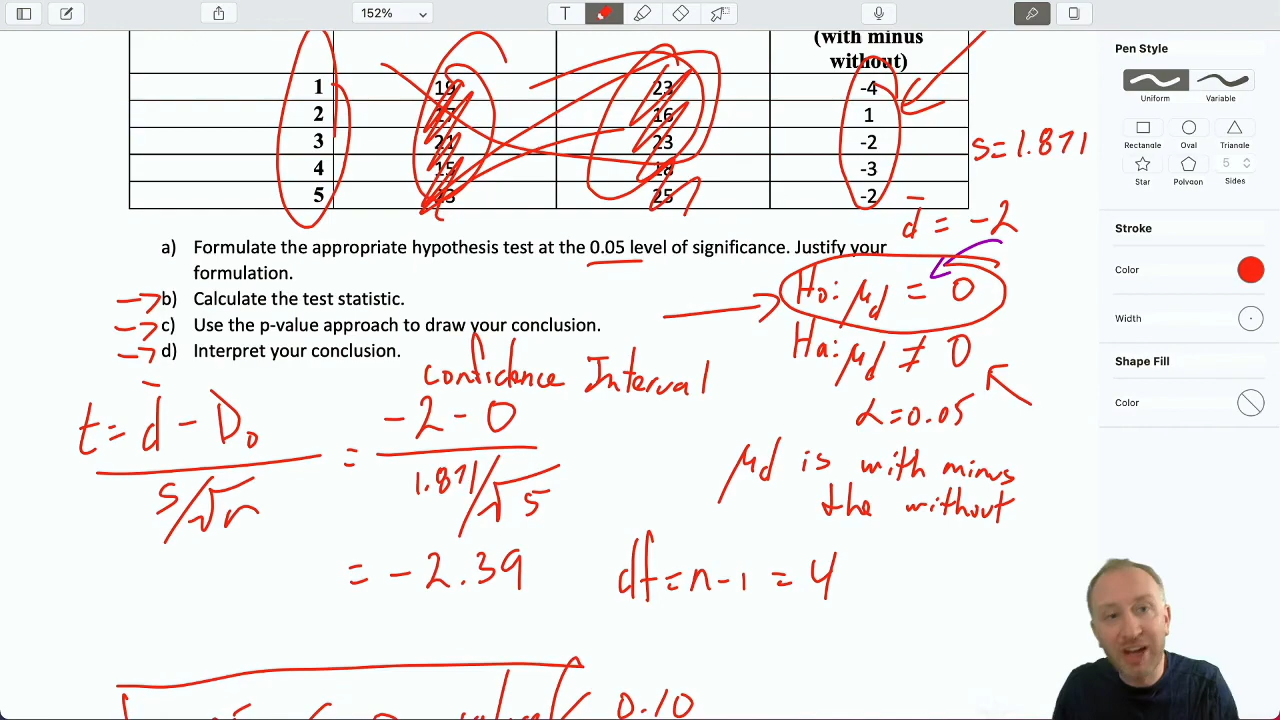 152%
T
(with minus
without)
1 19 23 -4
2 17 16 1
3 21 23 -2
4 15 18 -3
5 25 -2
s=1.871
d̄ = -2
a) Formulate the appropriate hypothesis test at the 0.05 level of significance. Justify your
formulation.
b) Calculate the test statistic.
c) Use the p-value approach to draw your conclusion.
d) Interpret your conclusion.
Ho: μd = 0
Ha: μd ≠ 0
α=0.05
Confidence Interval
t= d̄ - D₀ / s/√n = -2 - 0 / 1.871/√5
= -2.39
df = n-1 = 4
μd is with minus
the without
0.10
Pen Style
Uniform Variable
Rectangle Oval Triangle
5
Star Polygon Sides
Stroke
Color
Width
Shape Fill
Color